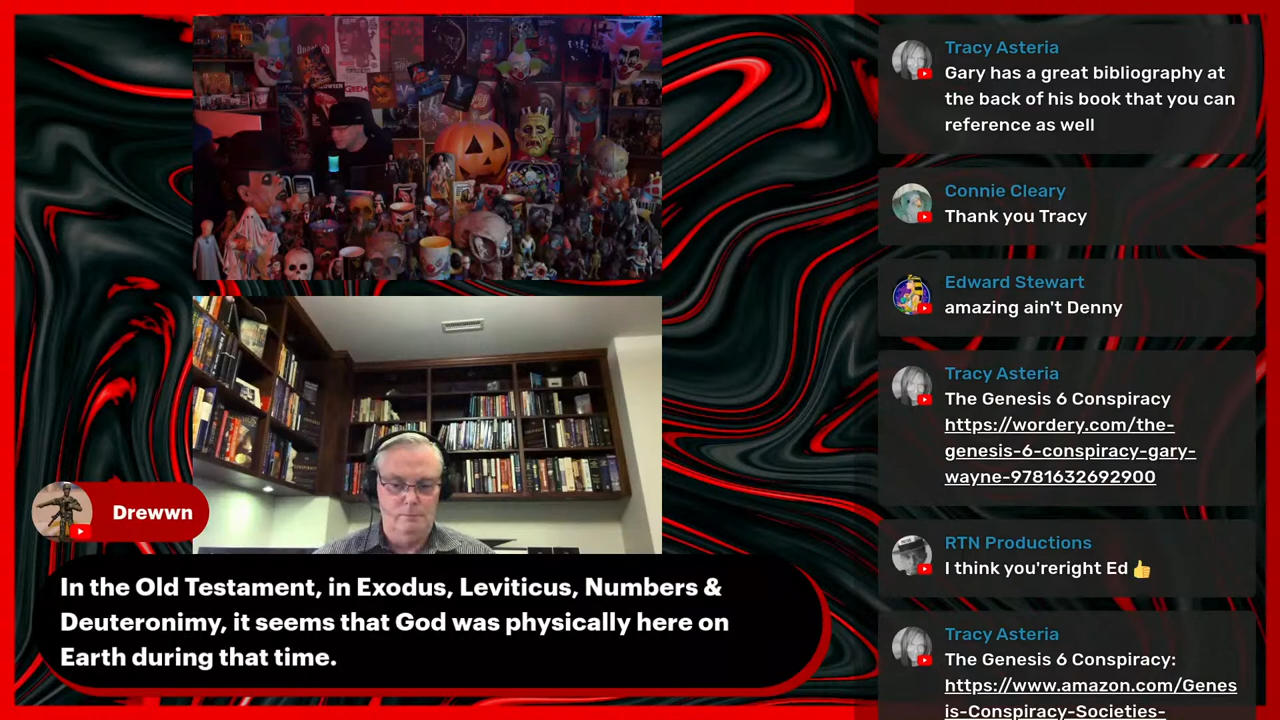 Tracy Asteria
Gary has a great bibliography at
the back of his book that you can
reference as well
Connie Cleary
Thank you Tracy
Edward Stewart
amazing ain't Denny
Tracy Asteria
The Genesis 6 Conspiracy
https://wordery.com/the-
genesis-6-conspiracy-gary-
wayne-9781632692900
RTN Productions
I think you'reright Ed 👍
Tracy Asteria
The Genesis 6 Conspiracy:
https://www.amazon.com/Genes
is-Conspiracy-Societies-
Drewwn
In the Old Testament, in Exodus, Leviticus, Numbers &
Deuteronimy, it seems that God was physically here on
Earth during that time.